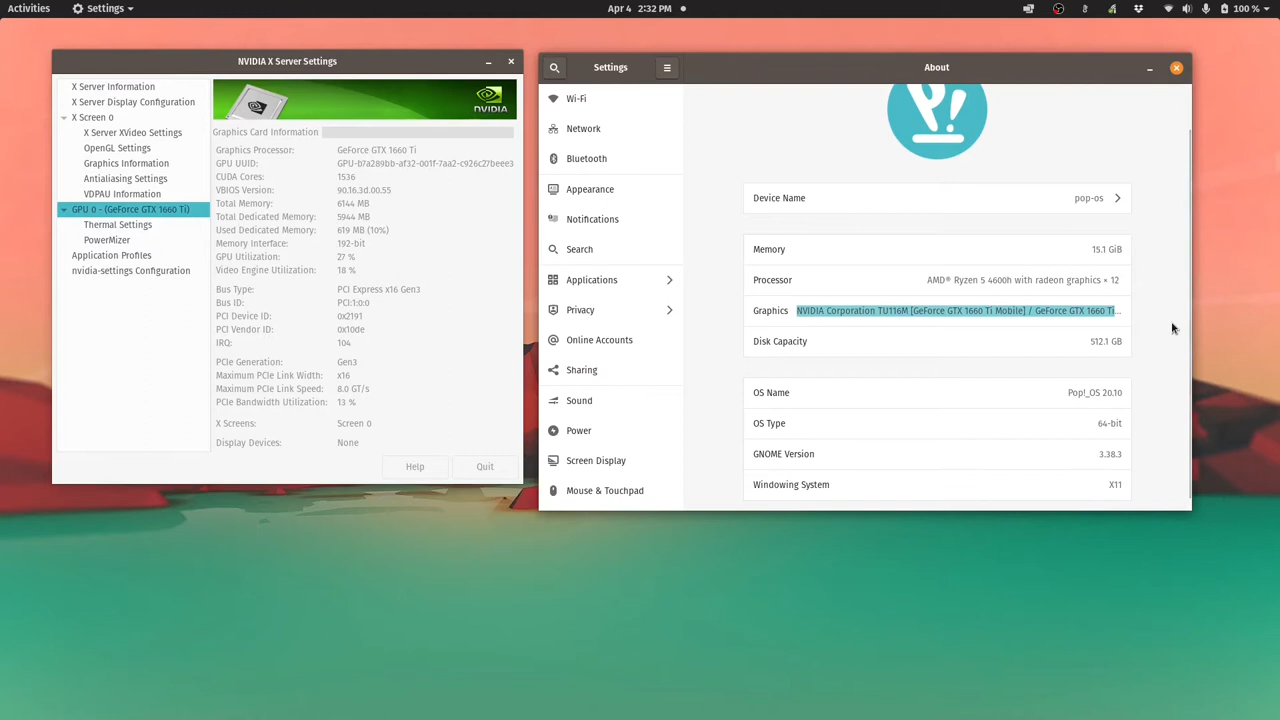 Activities
Settings
Apr 4 2:32 PM
100 %
NVIDIA X Server Settings
X Server Information
X Server Display Configuration
X Screen 0
X Server XVideo Settings
OpenGL Settings
Graphics Information
Antialiasing Settings
VDPAU Information
GPU 0 - (GeForce GTX 1660 Ti)
Thermal Settings
PowerMizer
Application Profiles
nvidia-settings Configuration
NVIDIA
Graphics Card Information
Graphics Processor: GeForce GTX 1660 Ti
GPU UUID: GPU-b7a289bb-af32-001f-7aa2-c926c27beee3
CUDA Cores: 1536
VBIOS Version: 90.16.3d.00.55
Total Memory: 6144 MB
Total Dedicated Memory: 5944 MB
Used Dedicated Memory: 619 MB (10%)
Memory Interface: 192-bit
GPU Utilization: 27 %
Video Engine Utilization: 18 %
Bus Type: PCI Express x16 Gen3
Bus ID: PCI:1:0:0
PCI Device ID: 0x2191
PCI Vendor ID: 0x10de
IRQ: 104
PCIe Generation: Gen3
Maximum PCIe Link Width: x16
Maximum PCIe Link Speed: 8.0 GT/s
PCIe Bandwidth Utilization: 13 %
X Screens: Screen 0
Display Devices: None
Help
Quit
Settings
About
Wi-Fi
Network
Bluetooth
Appearance
Notifications
Search
Applications
Privacy
Online Accounts
Sharing
Sound
Power
Screen Display
Mouse & Touchpad
P!
Device Name pop-os
Memory 15.1 GiB
Processor AMD® Ryzen 5 4600h with radeon graphics × 12
Graphics NVIDIA Corporation TU116M [GeForce GTX 1660 Ti Mobile] / GeForce GTX 1660 Ti…
Disk Capacity 512.1 GB
OS Name Pop!_OS 20.10
OS Type 64-bit
GNOME Version 3.38.3
Windowing System X11